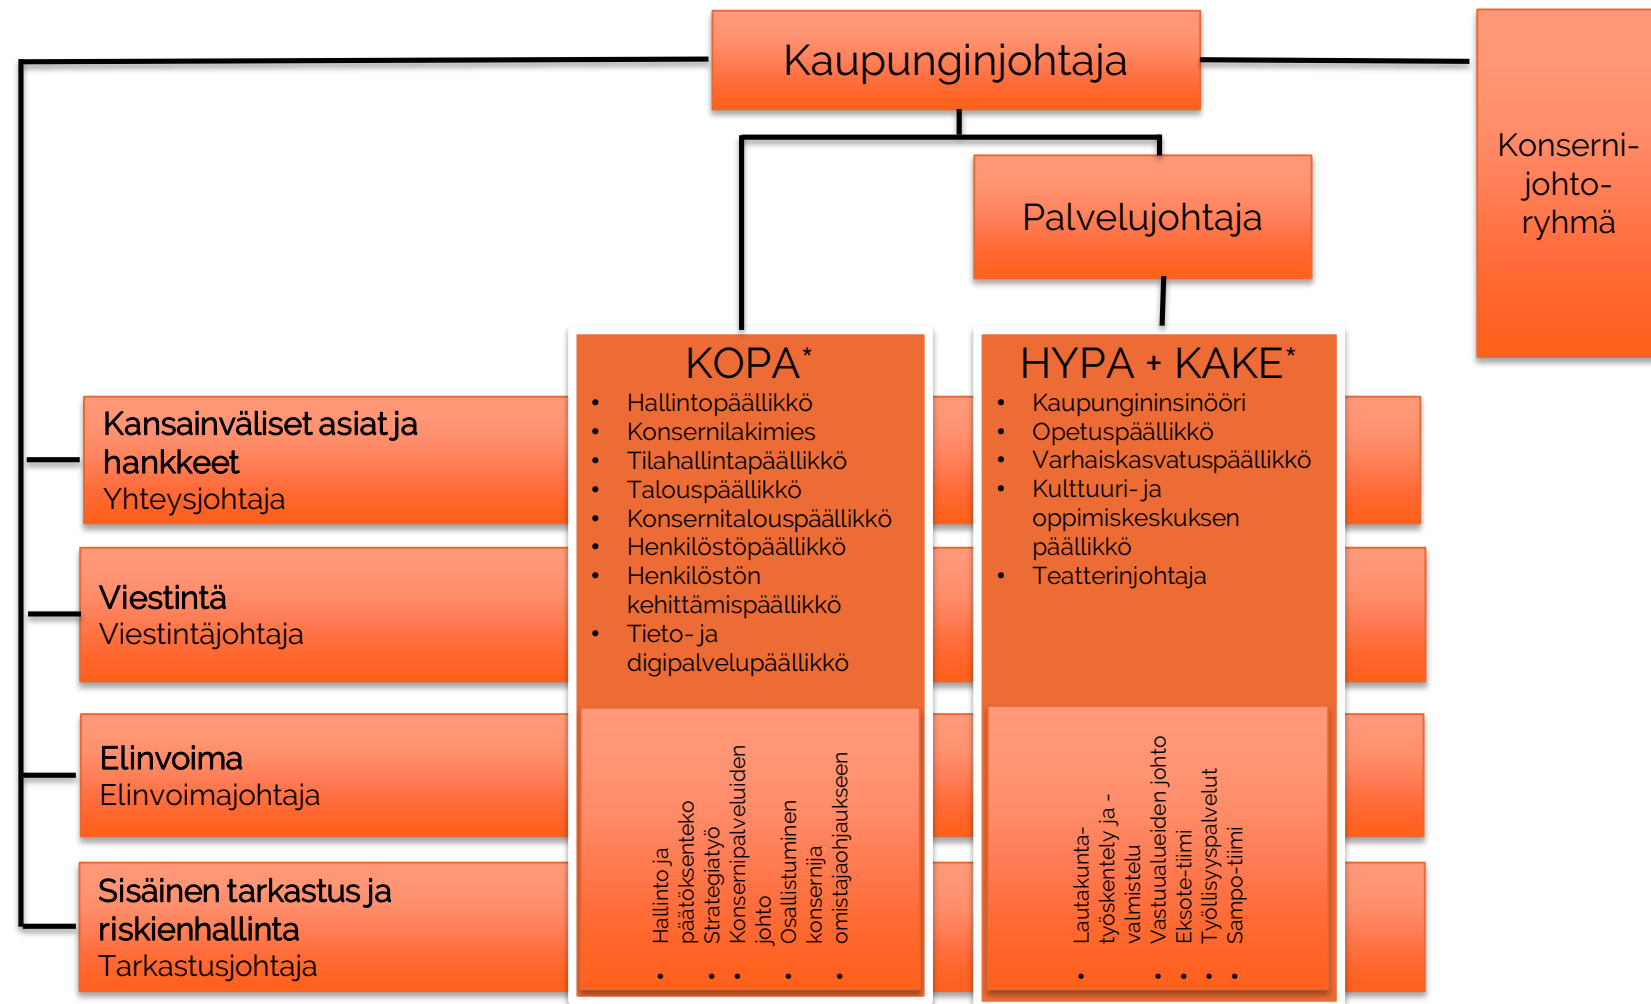 Kaupunginjohtaja
Konserni-
johto-
ryhmä
Palvelujohtaja
KOPA*
• Hallintopäällikkö
• Konsernilakimies
• Tilahallintapäällikkö
• Talouspäällikkö
• Konsernitalouspäällikkö
• Henkilöstöpäällikkö
• Henkilöstön
kehittämispäällikkö
• Tieto- ja
digipalvelupäällikkö
HYPA + KAKE*
• Kaupungininsinööri
• Opetuspäällikkö
• Varhaiskasvatuspäällikkö
• Kulttuuri- ja
oppimiskeskuksen
päällikkö
• Teatterinjohtaja
Kansainväliset asiat ja
hankkeet
Yhteysjohtaja
Viestintä
Viestintäjohtaja
Elinvoima
Elinvoimajohtaja
Sisäinen tarkastus ja
riskienhallinta
Tarkastusjohtaja
• Hallinto ja
päätöksenteko
• Strategiatyö
• Konsernipalveluiden
johto
• Osallistuminen
konsernija
omistajaohjaukseen
• Lautakunta-
työskentely ja -
valmistelu
• Vastuualueiden johto
• Eksote-tiimi
• Työllisyyspalvelut
• Sampo-tiimi